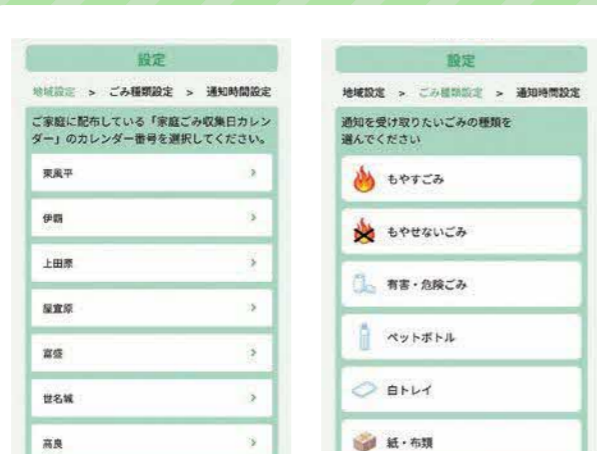 設定
地域設定 > ごみ種類設定 > 通知時間設定
ご家庭に配布している「家庭ごみ収集日カレン
ダー」のカレンダー番号を選択してください。
東風平 >
伊覇 >
上田原 >
屋宜原 >
富盛 >
世名城 >
高良 >
設定
地域設定 > ごみ種類設定 > 通知時間設定
通知を受け取りたいごみの種類を
選んでください
もやすごみ
もやせないごみ
有害・危険ごみ
ペットボトル
白トレイ
紙・布類